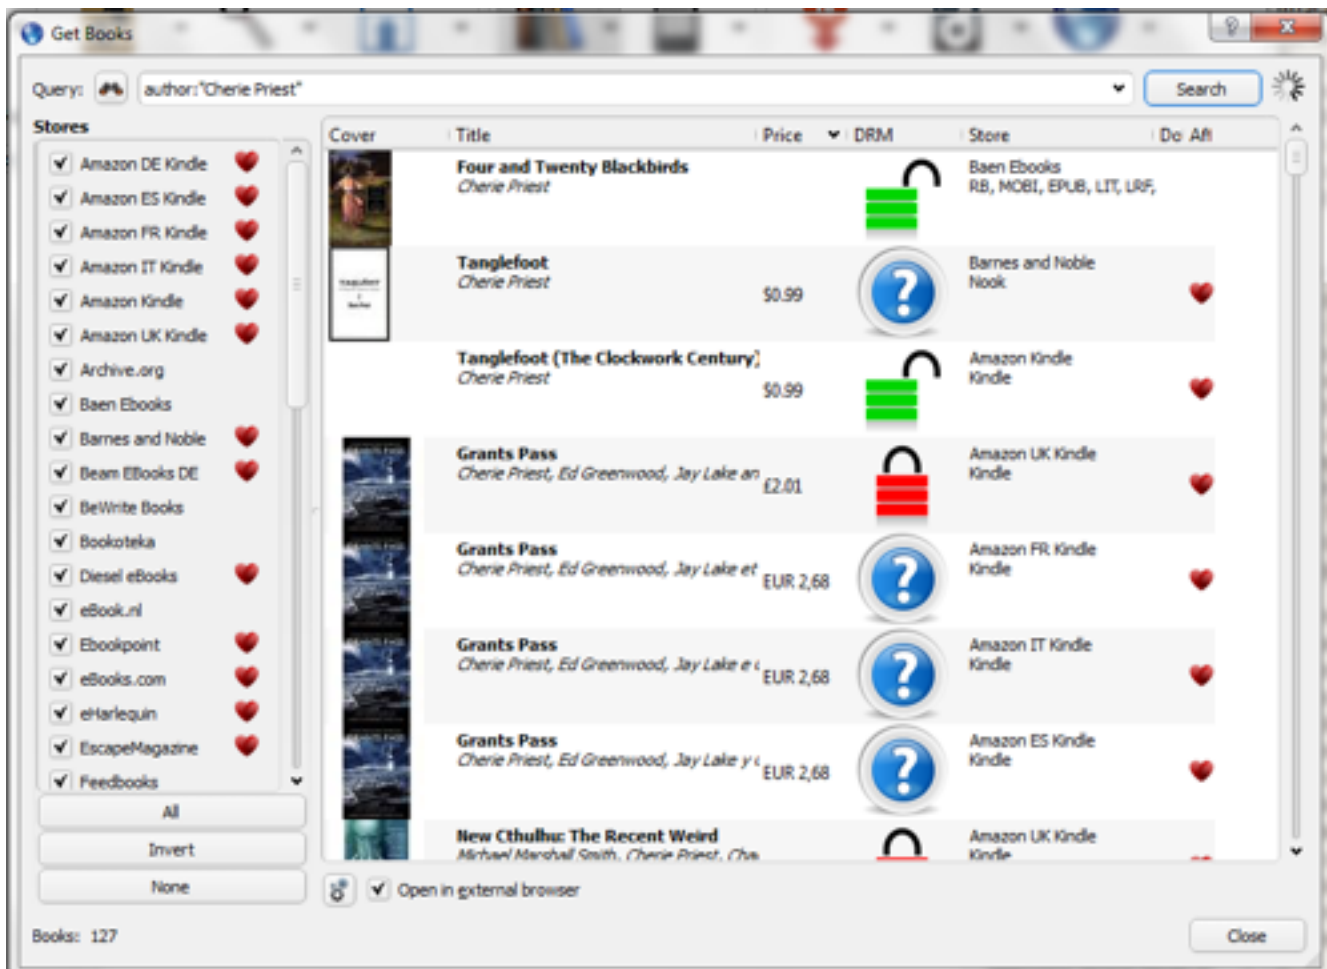 Get Books
Query: author:"Cherie Priest" Search
Stores
Amazon DE Kindle
Amazon ES Kindle
Amazon FR Kindle
Amazon IT Kindle
Amazon Kindle
Amazon UK Kindle
Archive.org
Baen Ebooks
Barnes and Noble
Beam EBooks DE
BeWrite Books
Bookoteka
Diesel eBooks
eBook.nl
Ebookpoint
eBooks.com
eHarlequin
EscapeMagazine
Feedbooks
All
Invert
None
Cover Title Price DRM Store Do Afl
Four and Twenty Blackbirds
Cherie Priest
Baen Ebooks
RB, MOBI, EPUB, LIT, LRF,
Tanglefoot
Cherie Priest
$0.99
Barnes and Noble
Nook
Tanglefoot (The Clockwork Century)
Cherie Priest
$0.99
Amazon Kindle
Kindle
Grants Pass
Cherie Priest, Ed Greenwood, Jay Lake an
£2.01
Amazon UK Kindle
Kindle
Grants Pass
Cherie Priest, Ed Greenwood, Jay Lake et
EUR 2,68
Amazon FR Kindle
Kindle
Grants Pass
Cherie Priest, Ed Greenwood, Jay Lake e
EUR 2,68
Amazon IT Kindle
Kindle
Grants Pass
Cherie Priest, Ed Greenwood, Jay Lake y
EUR 2,68
Amazon ES Kindle
Kindle
New Cthulhu: The Recent Weird
Michael Marshall Smith, Cherie Priest, Cha
Amazon UK Kindle
Kindle
Open in external browser
Books: 127
Close